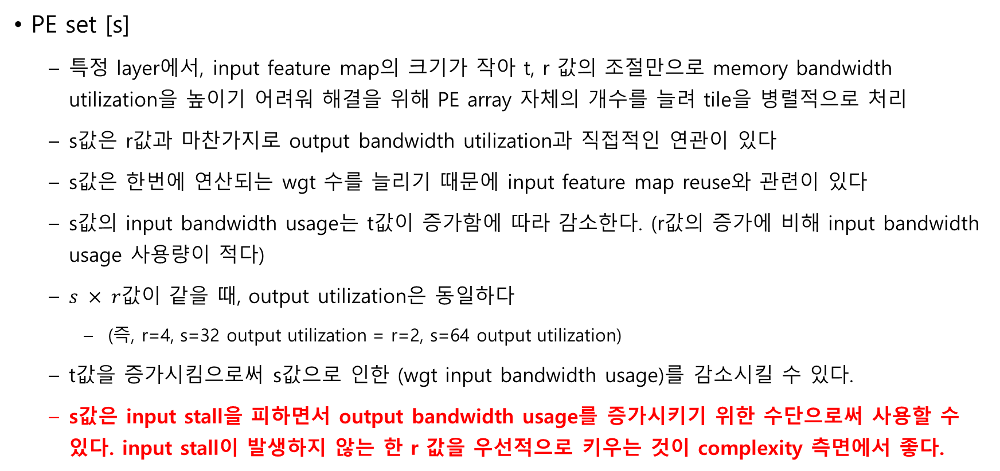 • PE set [s]
– 특정 layer에서, input feature map의 크기가 작아 t, r 값의 조절만으로 memory bandwidth
utilization을 높이기 어려워 해결을 위해 PE array 자체의 개수를 늘려 tile을 병렬적으로 처리
– s값은 r값과 마찬가지로 output bandwidth utilization과 직접적인 연관이 있다
– s값은 한번에 연산되는 wgt 수를 늘리기 때문에 input feature map reuse와 관련이 있다
– s값의 input bandwidth usage는 t값이 증가함에 따라 감소한다. (r값의 증가에 비해 input bandwidth
usage 사용량이 적다)
– s × r값이 같을 때, output utilization은 동일하다
– (즉, r=4, s=32 output utilization = r=2, s=64 output utilization)
– t값을 증가시킴으로써 s값으로 인한 (wgt input bandwidth usage)를 감소시킬 수 있다.
– s값은 input stall을 피하면서 output bandwidth usage를 증가시키기 위한 수단으로써 사용할 수
있다. input stall이 발생하지 않는 한 r 값을 우선적으로 키우는 것이 complexity 측면에서 좋다.